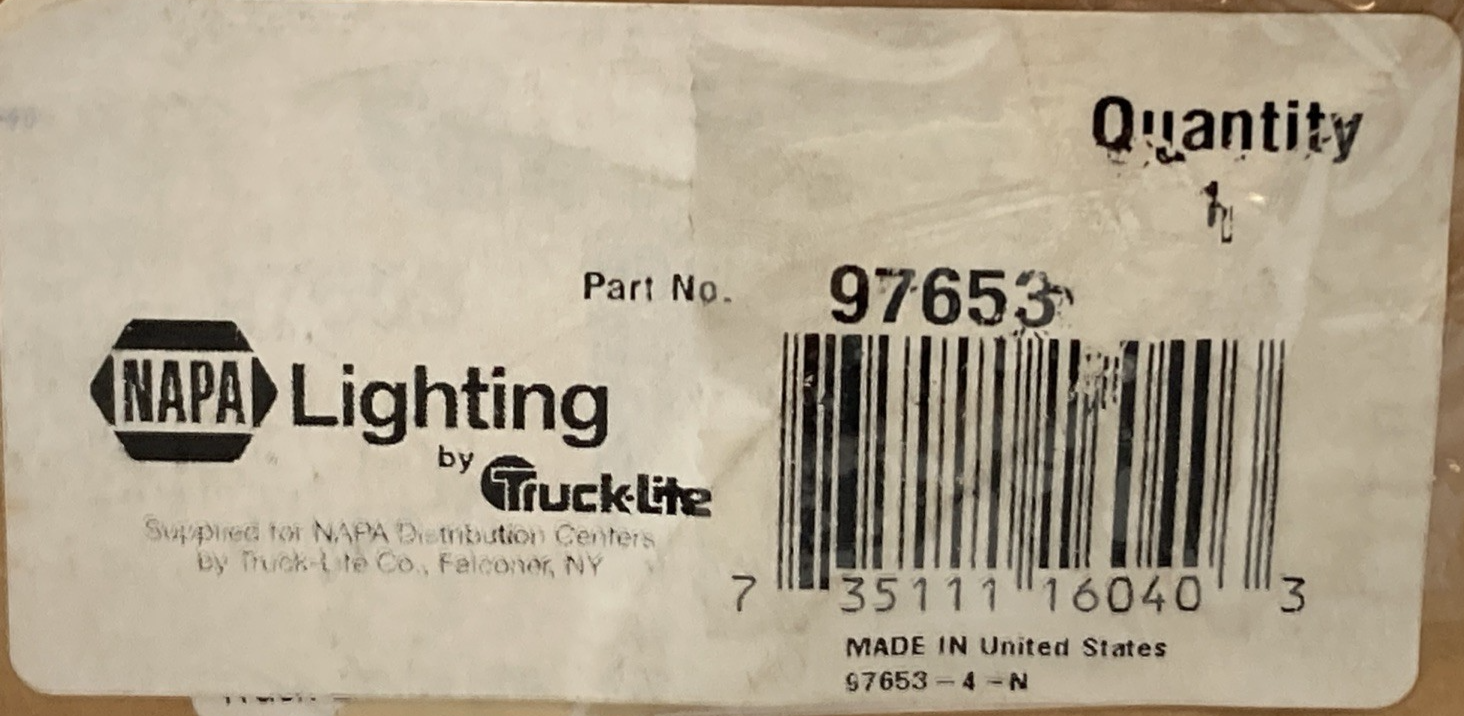 Quantity
1
Part No. 97653
NAPA Lighting
by Truck-Lite
Supplied for NAPA Distribution Centers
by Truck-Lite Co., Falconer, NY
7 35111 16040 3
MADE IN United States
97653-4-N